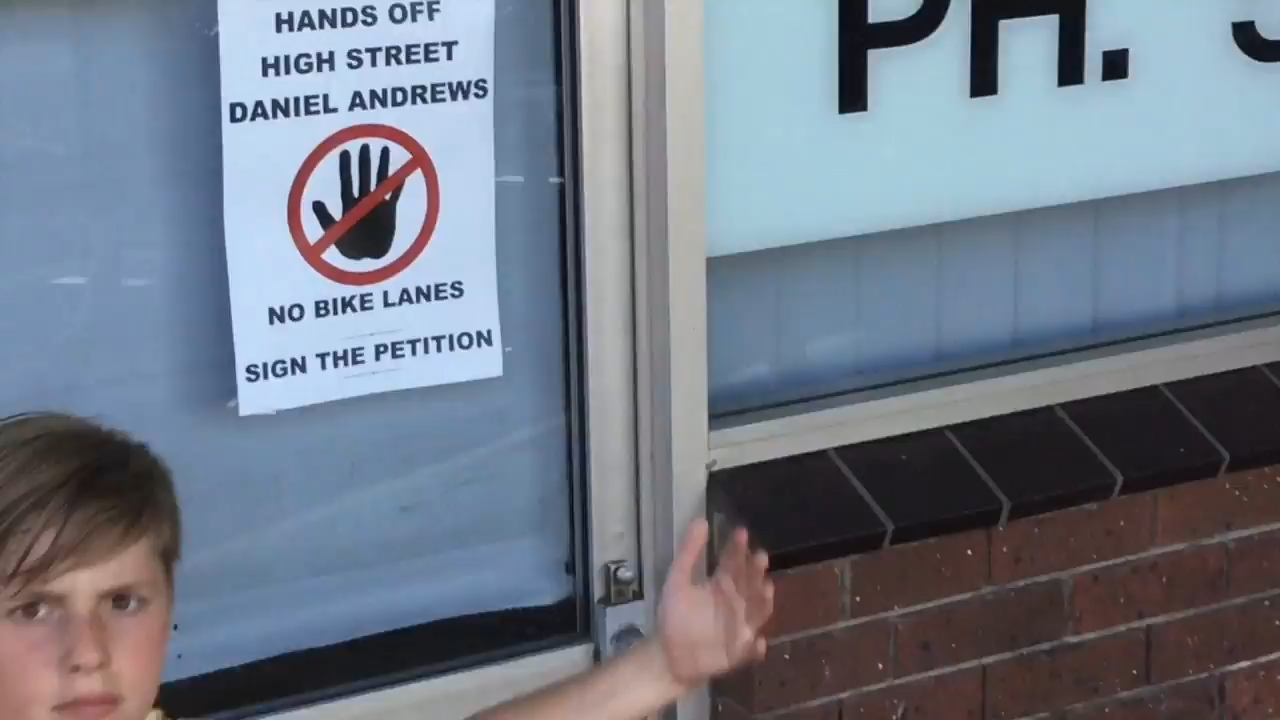 HANDS OFF
HIGH STREET
DANIEL ANDREWS
NO BIKE LANES
SIGN THE PETITION
PH.